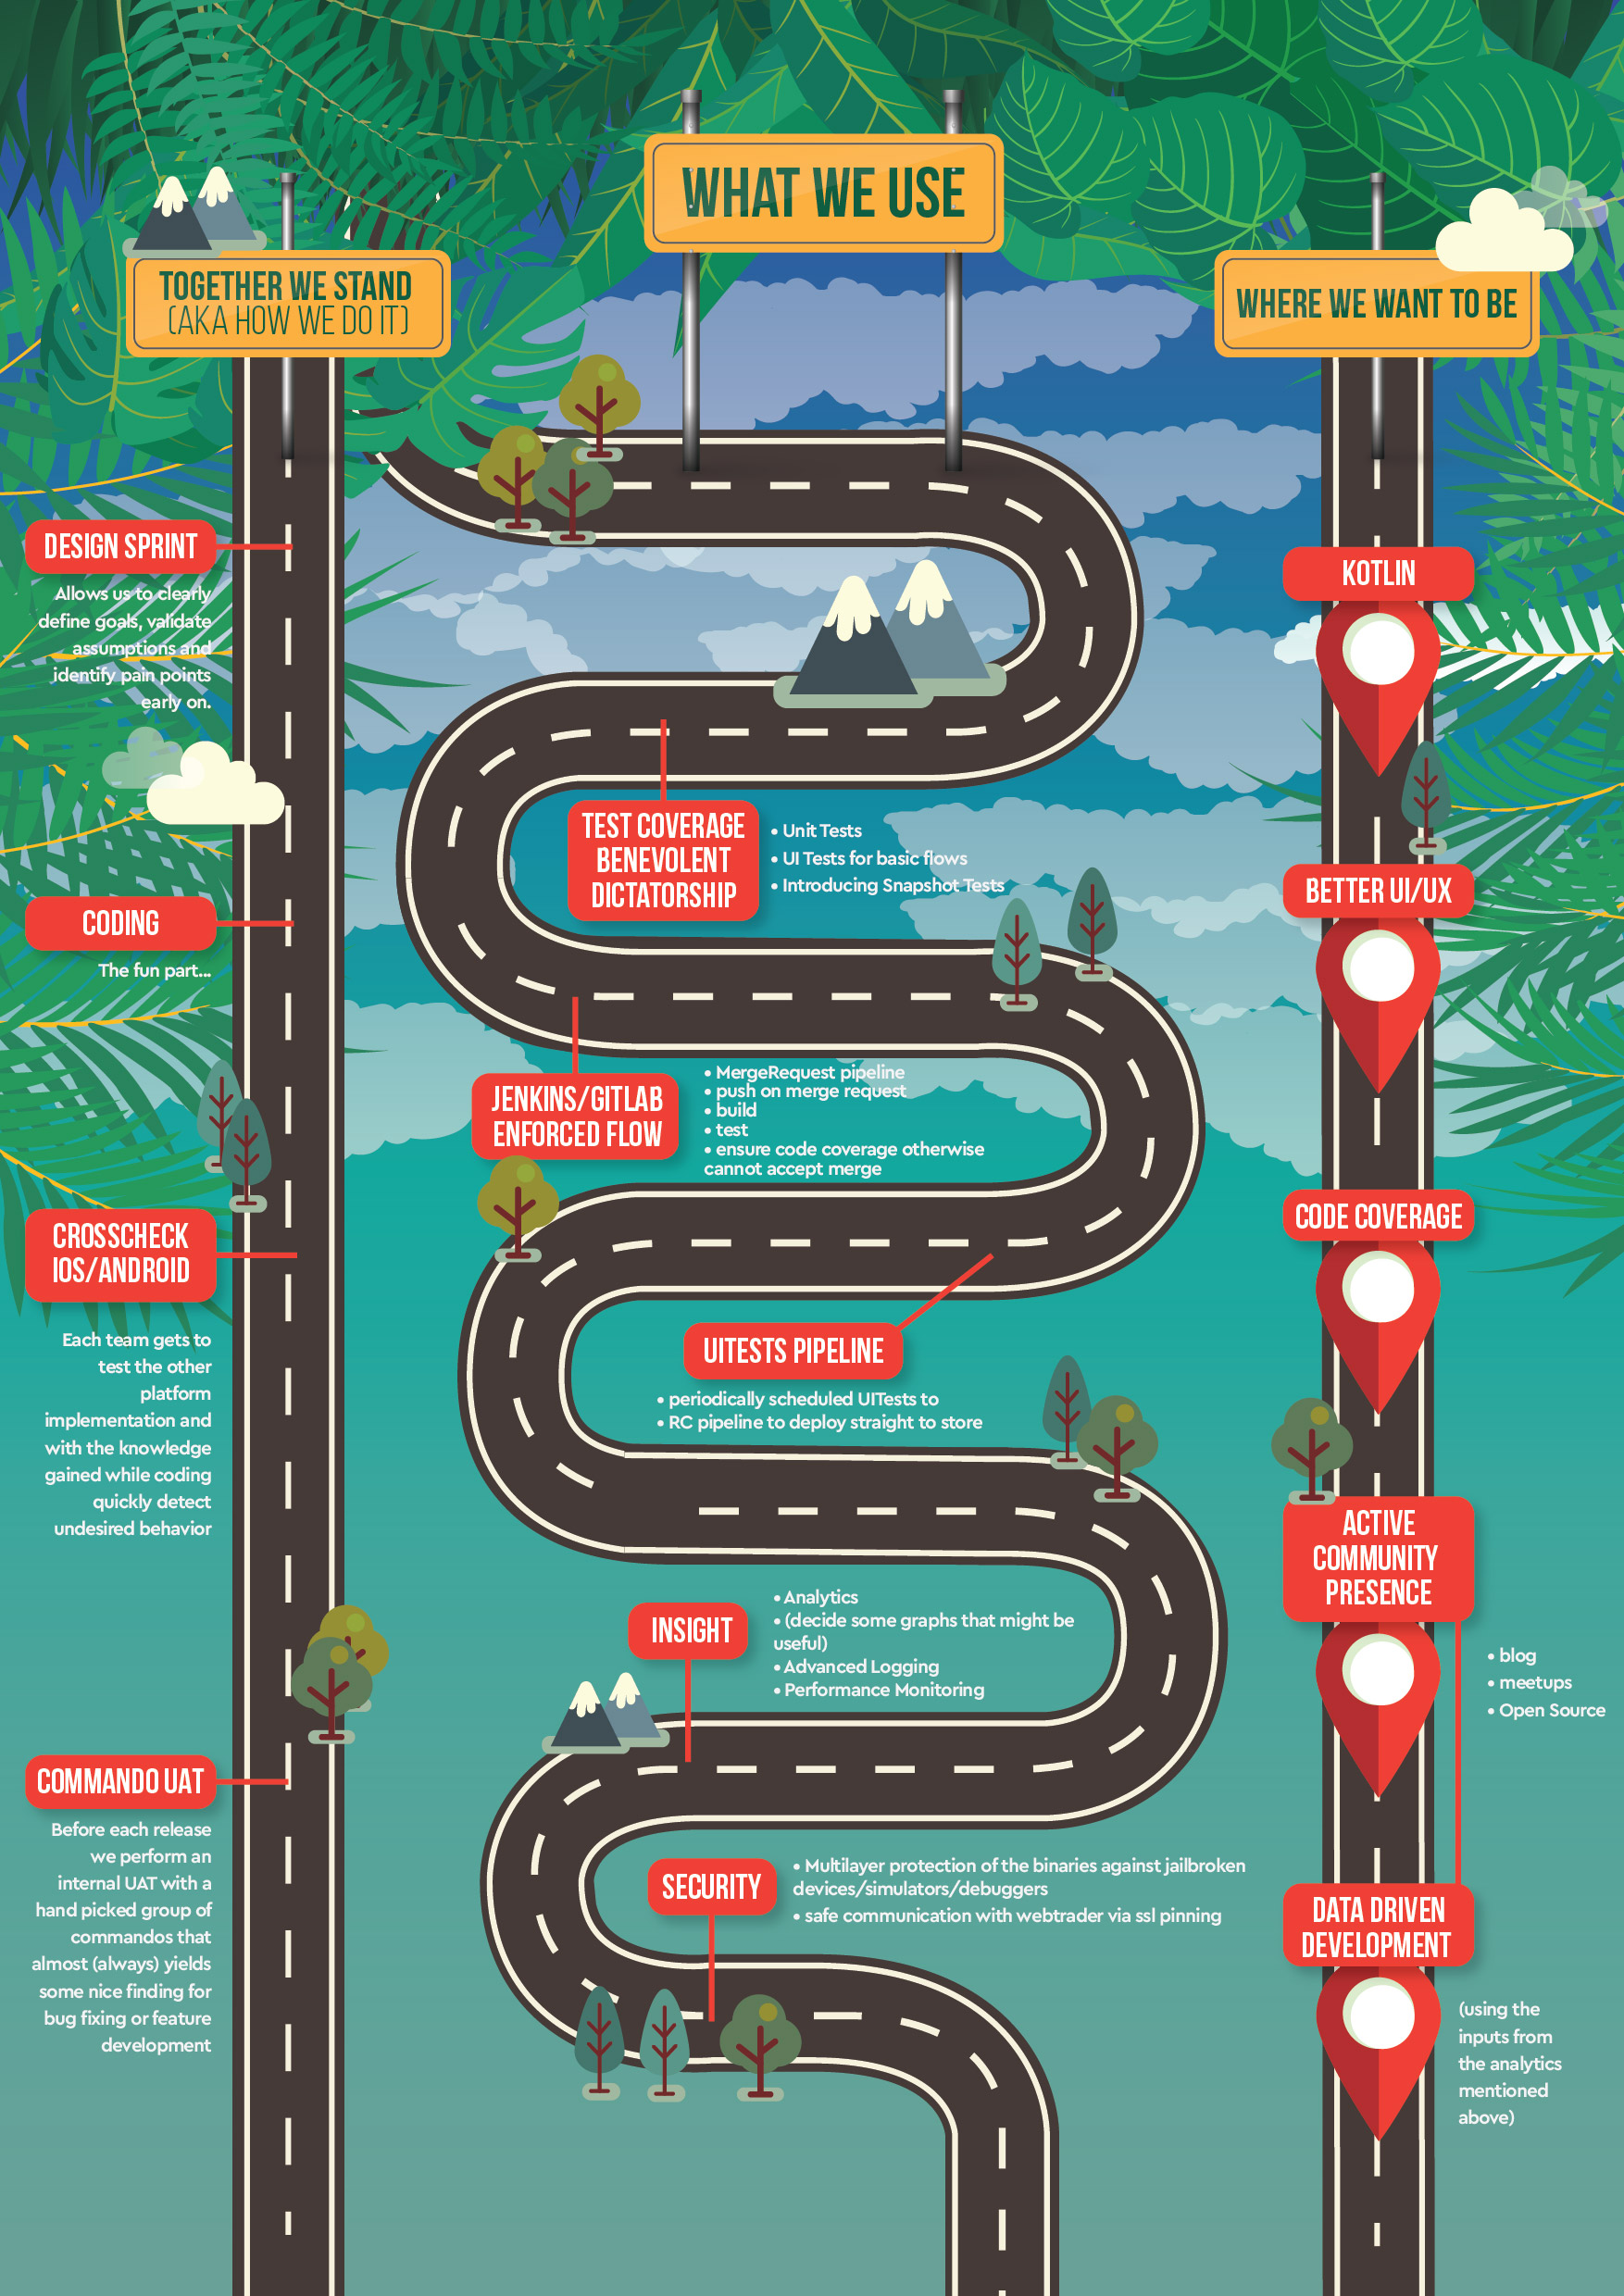 WHAT WE USE
TOGETHER WE STAND
(AKA HOW WE DO IT)
WHERE WE WANT TO BE
DESIGN SPRINT
Allows us to clearly
define goals, validate
assumptions and
identify pain points
early on.
CODING
The fun part...
CROSSCHECK
IOS/ANDROID
Each team gets to
test the other
platform
implementation and
with the knowledge
gained while coding
quickly detect
undesired behavior
COMMANDO UAT
Before each release
we perform an
internal UAT with a
hand picked group of
commandos that
almost (always) yields
some nice finding for
bug fixing or feature
development
TEST COVERAGE
BENEVOLENT
DICTATORSHIP
• Unit Tests
• UI Tests for basic flows
• Introducing Snapshot Tests
JENKINS/GITLAB
ENFORCED FLOW
• MergeRequest pipeline
• push on merge request
• build
• test
• ensure code coverage otherwise
cannot accept merge
UITESTS PIPELINE
• periodically scheduled UITests to
• RC pipeline to deploy straight to store
INSIGHT
• Analytics
• (decide some graphs that might be
useful)
• Advanced Logging
• Performance Monitoring
SECURITY
• Multilayer protection of the binaries against jailbroken
devices/simulators/debuggers
• safe communication with webtrader via ssl pinning
KOTLIN
BETTER UI/UX
CODE COVERAGE
ACTIVE
COMMUNITY
PRESENCE
• blog
• meetups
• Open Source
DATA DRIVEN
DEVELOPMENT
(using the
inputs from
the analytics
mentioned
above)